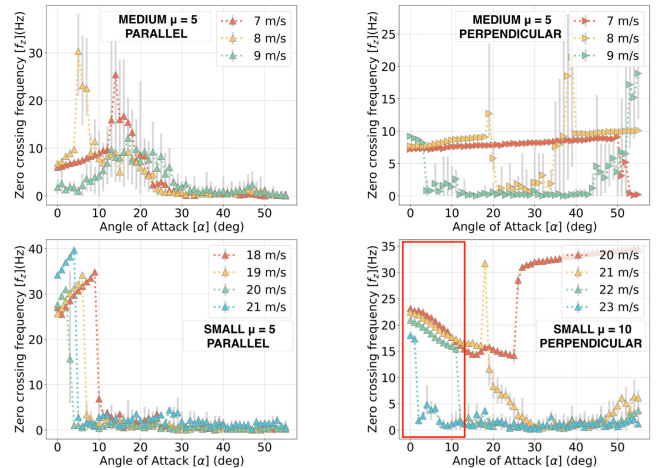 MEDIUM μ = 5
PARALLEL
7 m/s
8 m/s
9 m/s
Zero crossing frequency [f_z](Hz)
30
20
10
0
0 10 20 30 40 50
Angle of Attack [α] (deg)
MEDIUM μ = 5
PERPENDICULAR
7 m/s
8 m/s
9 m/s
Zero crossing frequency [f_z](Hz)
25
20
15
10
5
0
0 10 20 30 40 50
Angle of Attack [α] (deg)
18 m/s
19 m/s
20 m/s
21 m/s
SMALL μ = 5
PARALLEL
Zero crossing frequency [f_z](Hz)
40
30
20
10
0
0 10 20 30 40 50
Angle of Attack [α] (deg)
20 m/s
21 m/s
22 m/s
23 m/s
SMALL μ = 10
PERPENDICULAR
Zero crossing frequency [f_z](Hz)
35
30
25
20
15
10
5
0
0 10 20 30 40 50
Angle of Attack [α] (deg)